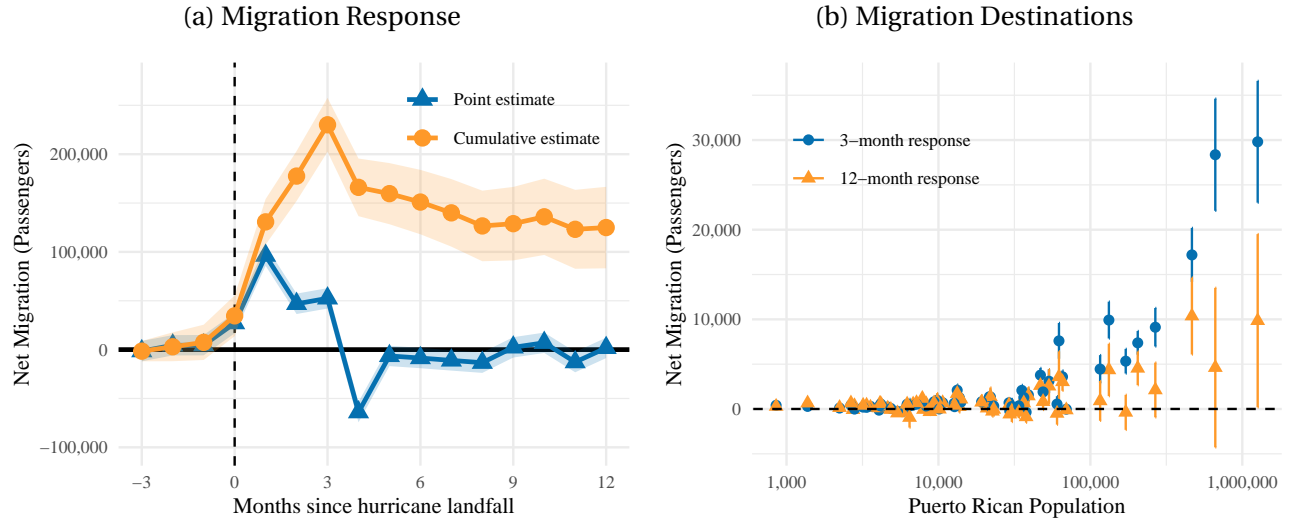 (a) Migration Response
Net Migration (Passengers)
200,000
100,000
0
−100,000
Point estimate
Cumulative estimate
−3
0
3
6
9
12
Months since hurricane landfall
(b) Migration Destinations
Net Migration (Passengers)
30,000
20,000
10,000
0
3−month response
12−month response
1,000
10,000
100,000
1,000,000
Puerto Rican Population